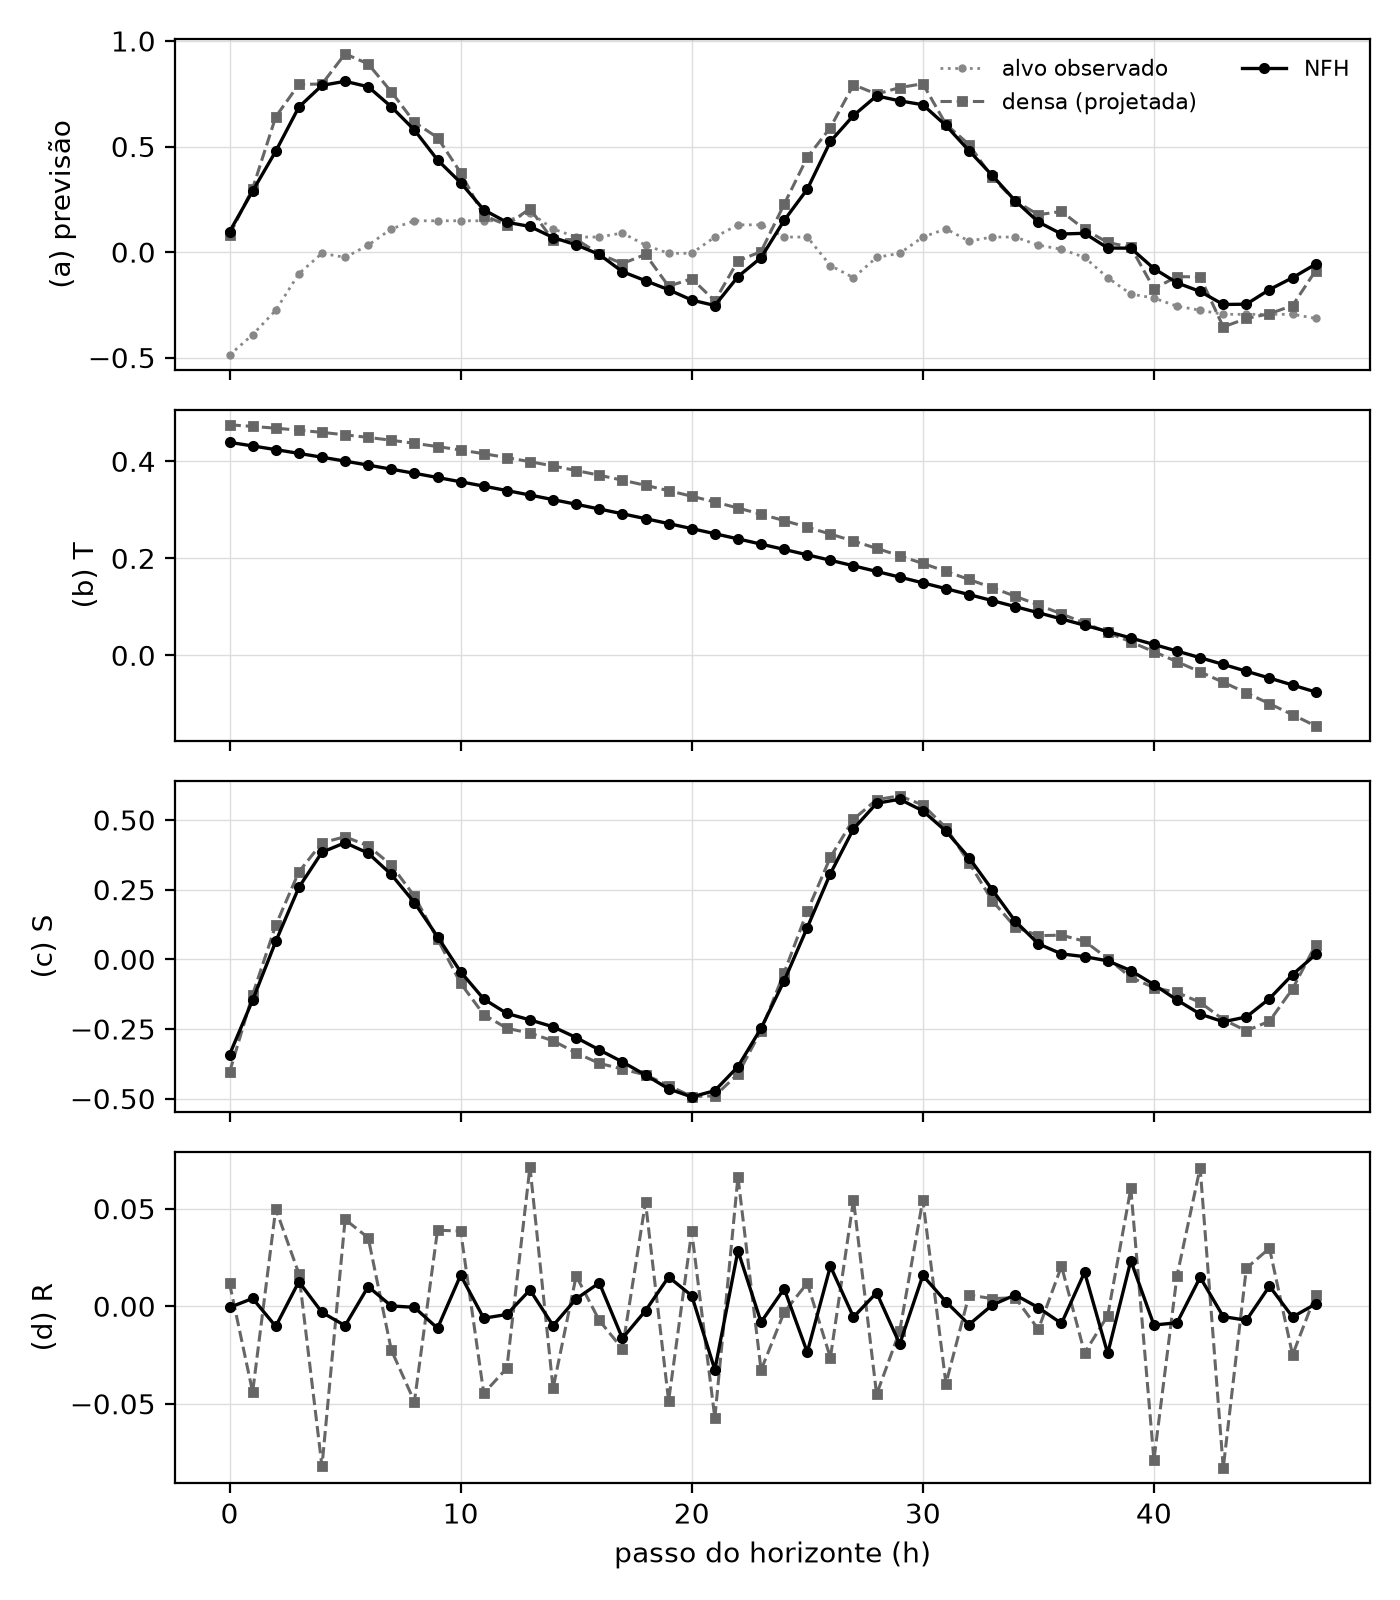 1.0
0.5
0.0
−0.5
(a) previsão
alvo observado
densa (projetada)
NFH
0.4
0.2
0.0
(b) T
0.50
0.25
0.00
−0.25
−0.50
(c) S
0.05
0.00
−0.05
(d) R
0 10 20 30 40
passo do horizonte (h)